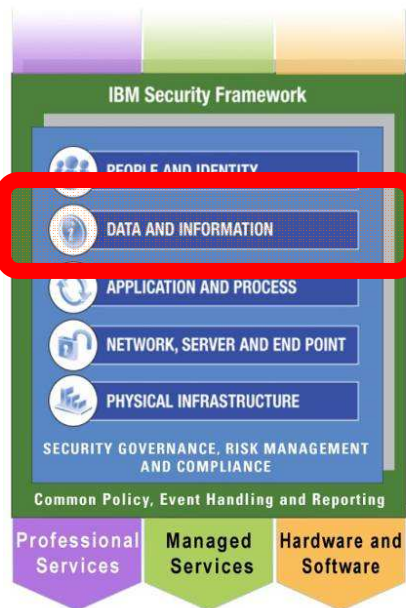 IBM Security Framework
PEOPLE AND IDENTITY
DATA AND INFORMATION
APPLICATION AND PROCESS
NETWORK, SERVER AND END POINT
PHYSICAL INFRASTRUCTURE
SECURITY GOVERNANCE, RISK MANAGEMENT
AND COMPLIANCE
Common Policy, Event Handling and Reporting
Professional
Services
Managed
Services
Hardware and
Software